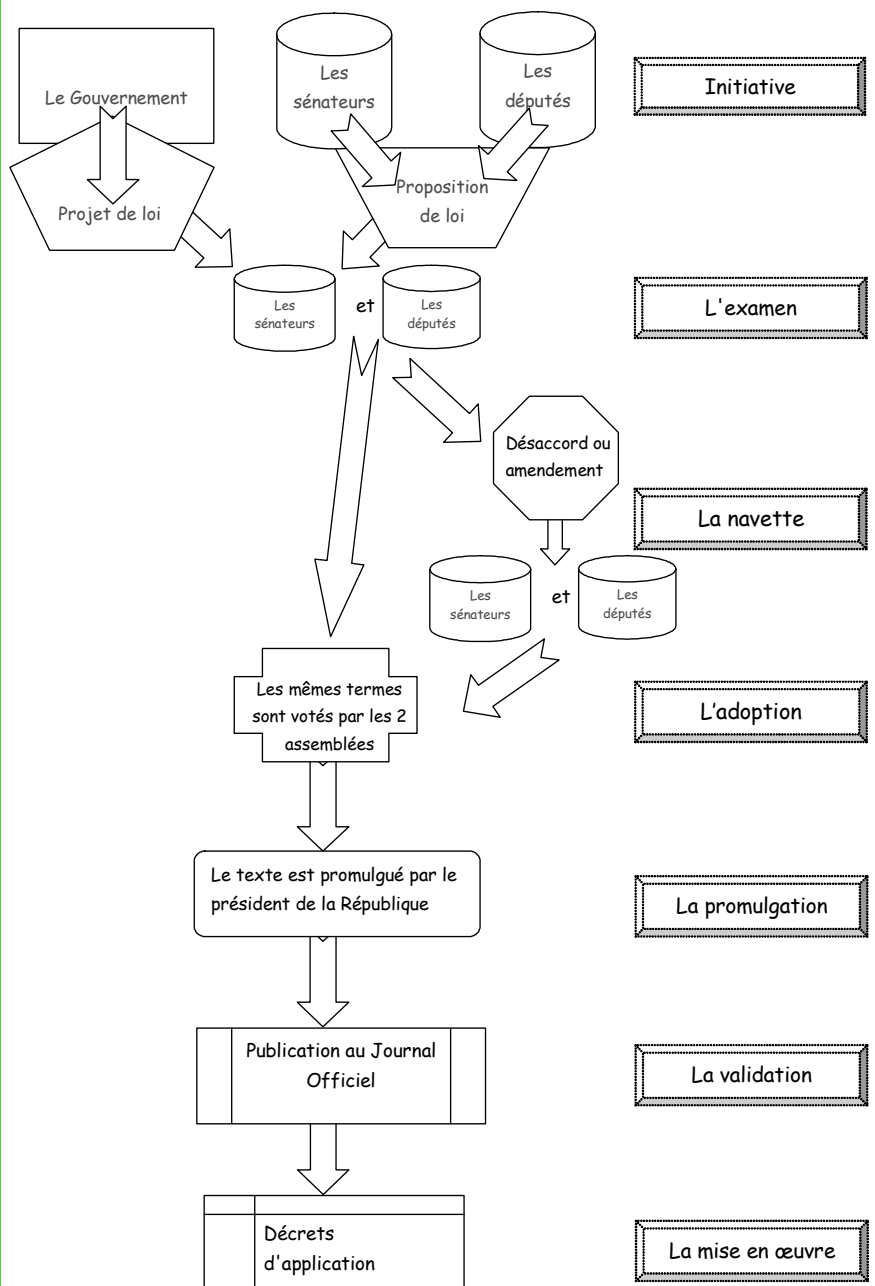 Le Gouvernement
Les
sénateurs
Les
députés
Initiative
Projet de loi
Proposition
de loi
Les
sénateurs
et
Les
députés
L'examen
Désaccord ou
amendement
La navette
Les
sénateurs
et
Les
députés
Les mêmes termes
sont votés par les 2
assemblées
L’adoption
Le texte est promulgué par le
président de la République
La promulgation
Publication au Journal
Officiel
La validation
Décrets
d'application
La mise en œuvre